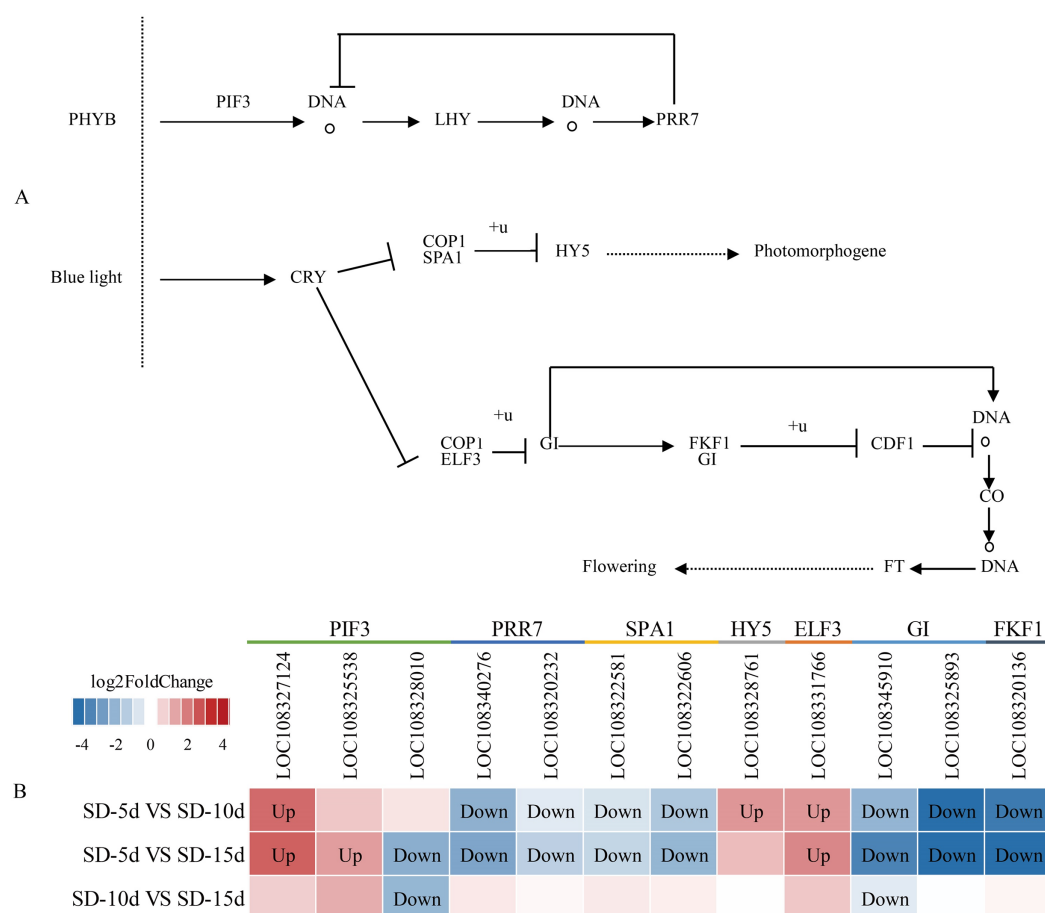 PIF3 DNA DNA
PHYB LHY PRR7
A
COP1 +u
SPA1 HY5 Photomorphogene
Blue light CRY
+u DNA
COP1 GI FKF1 +u CDF1
ELF3 GI
CO
Flowering FT DNA
PIF3 PRR7 SPA1 HY5 ELF3 GI FKF1
log2FoldChange
-4 -2 0 2 4
LOC108327124 LOC108325538 LOC108328010 LOC108340276 LOC108320232 LOC108322581 LOC108322606 LOC108328761 LOC108331766 LOC108345910 LOC108325893 LOC108320136
B
SD-5d VS SD-10d Up Down Down Down Down Up Up Down Down Down
SD-5d VS SD-15d Up Up Down Down Down Down Down Up Down Down Down
SD-10d VS SD-15d Down Down